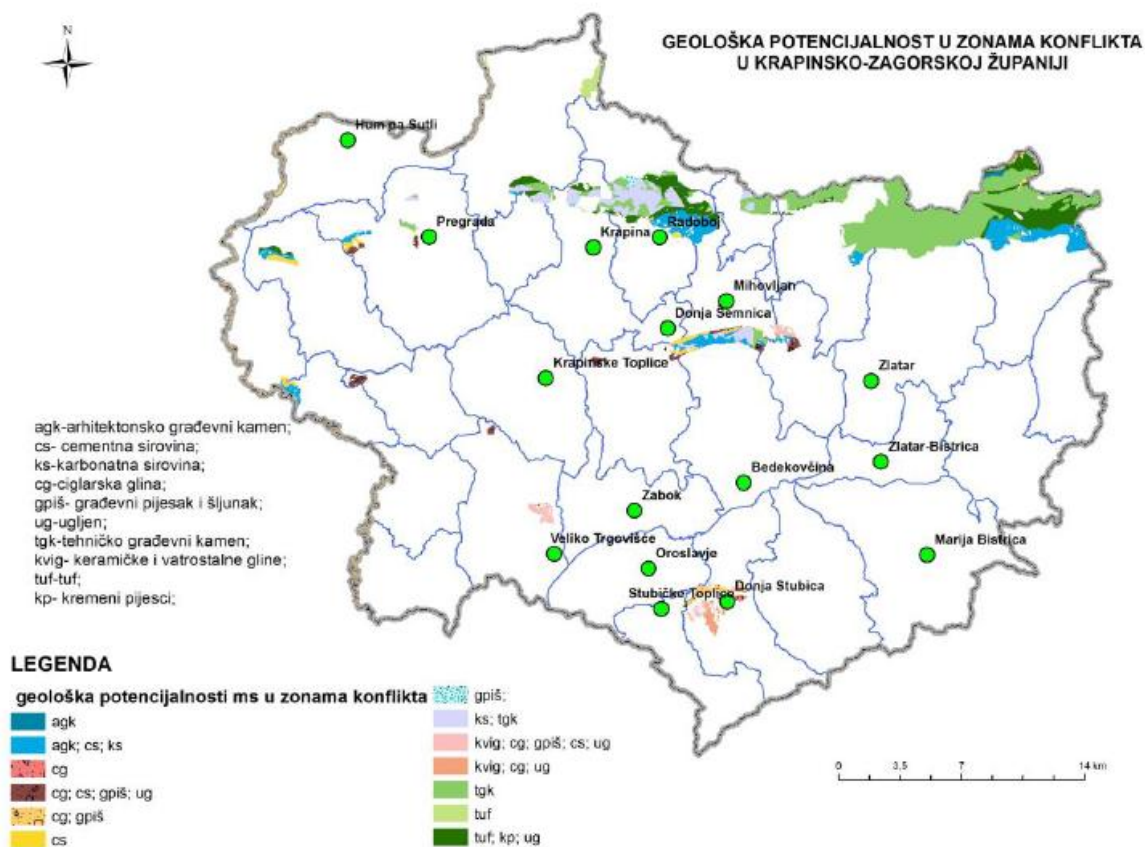 N
GEOLOŠKA POTENCIJALNOST U ZONAMA KONFLIKTA
U KRAPINSKO-ZAGORSKOJ ŽUPANIJI
Hum na Sutli
Pregrada
Krapina
Radoboj
Mihovljan
Donja Šemnica
Krapinske Toplice
Zlatar
Zlatar-Bistrica
Bedekovčina
Zabok
Veliko Trgovišće
Oroslavje
Marija Bistrica
Stubičke Toplice
Donja Stubica
agk-arhitektonsko građevni kamen;
cs- cementna sirovina;
ks-karbonatna sirovina;
cg-ciglarska glina;
gpiš- građevni pijesak i šljunak;
ug-ugljen;
tgk-tehničko građevni kamen;
kvig- keramičke i vatrostalne gline;
tuf-tuf;
kp- kremeni pijesci;
LEGENDA
geološka potencijalnosti ms u zonama konflikta
agk
agk; cs; ks
cg
cg; cs; gpiš; ug
cg; gpiš
cs
gpiš;
ks; tgk
kvig; cg; gpiš; cs; ug
kvig; cg; ug
tgk
tuf
tuf; kp; ug
0 3,5 7 14 km